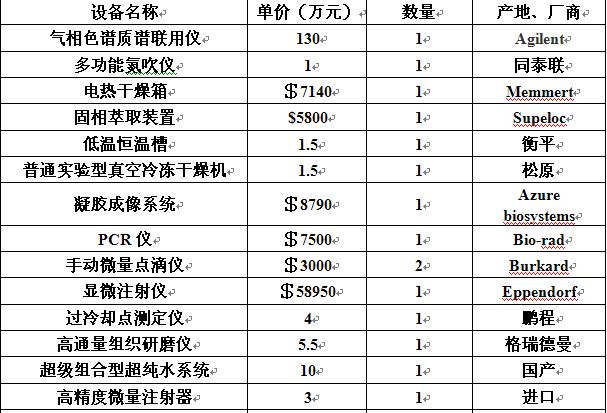 设备名称 单价（万元） 数量 产地、厂商
气相色谱质谱联用仪 130 1 Agilent
多功能氮吹仪 1 1 同泰联
电热干燥箱 ＄7140 1 Memmert
固相萃取装置 $5800 1 Supeloc
低温恒温槽 1.5 1 衡平
普通实验型真空冷冻干燥机 1.5 1 松原
凝胶成像系统 ＄8790 1 Azure
biosystems
PCR 仪 ＄7500 1 Bio-rad
手动微量点滴仪 ＄3000 2 Burkard
显微注射仪 ＄58950 1 Eppendorf
过冷却点测定仪 4 1 鹏程
高通量组织研磨仪 5.5 1 格瑞德曼
超级组合型超纯水系统 10 1 国产
高精度微量注射器 3 1 进口